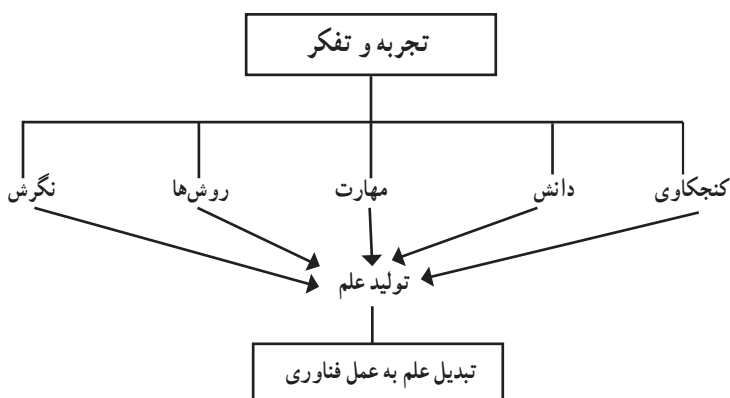 تجربه و تفکر
کنجکاوی دانش مهارت روش‌ها نگرش
تولید علم
تبدیل علم به عمل فناوری